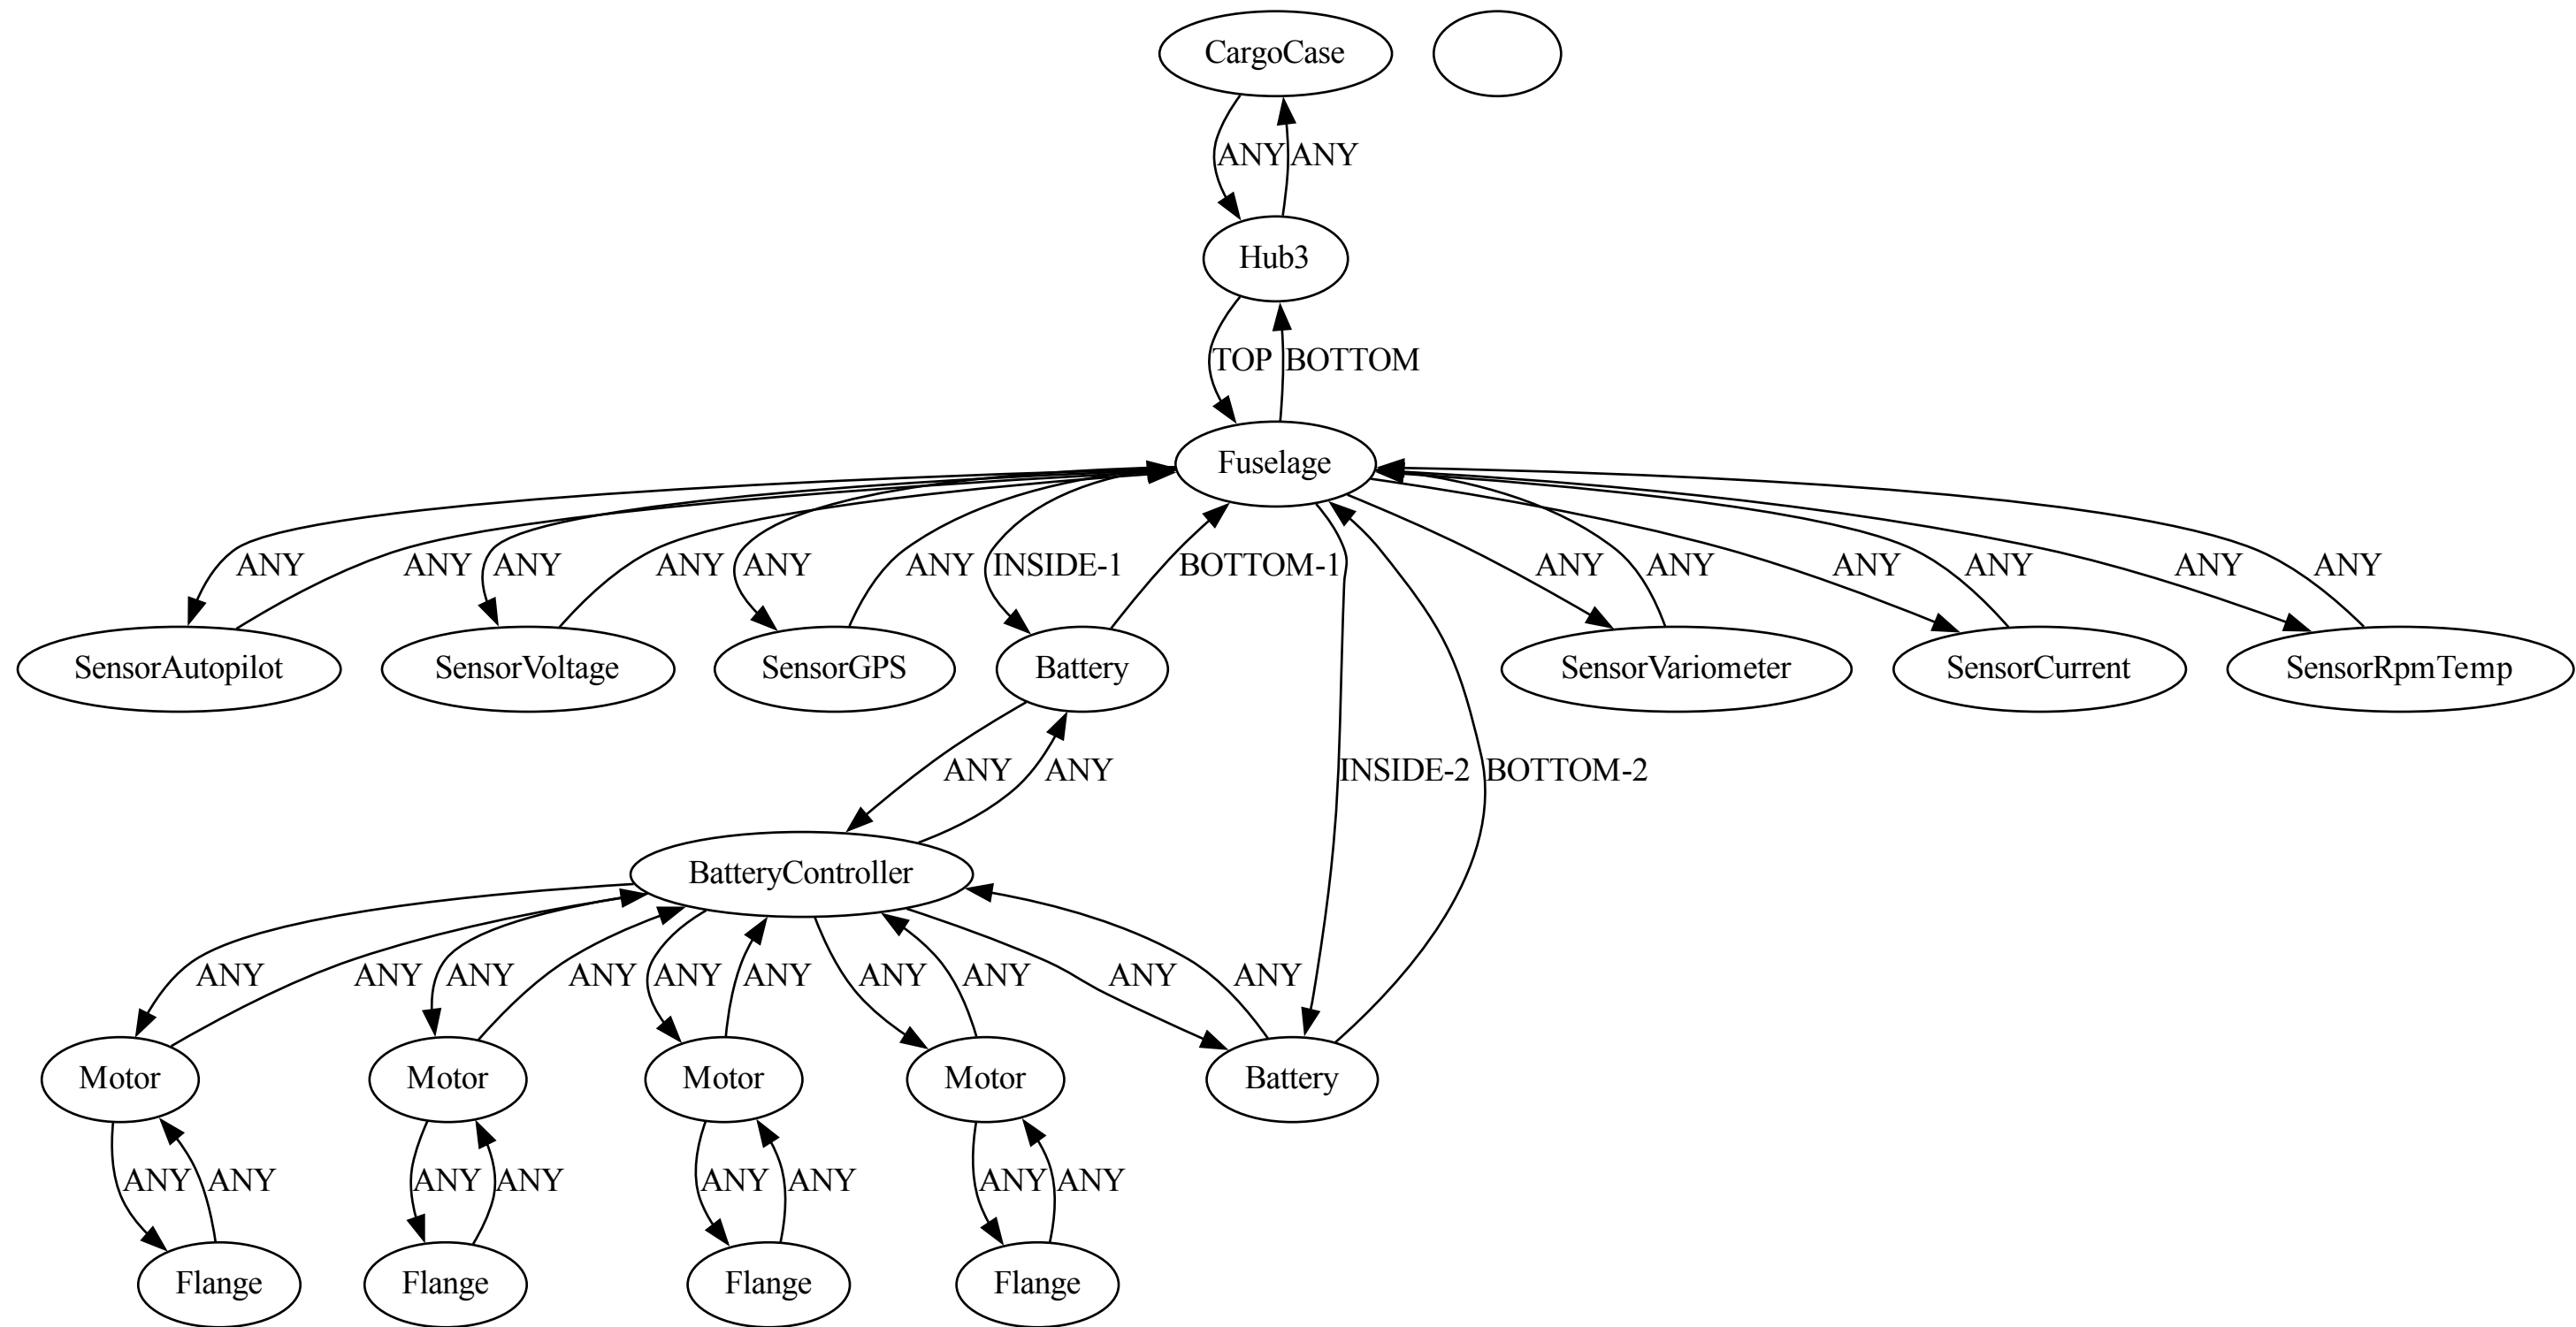 CargoCase
ANY ANY
Hub3
TOP BOTTOM
Fuselage
ANY ANY ANY ANY ANY ANY INSIDE-1 BOTTOM-1 ANY ANY ANY ANY ANY ANY
SensorAutopilot SensorVoltage SensorGPS Battery SensorVariometer SensorCurrent SensorRpmTemp
ANY ANY INSIDE-2 BOTTOM-2
BatteryController
ANY ANY ANY ANY ANY ANY ANY ANY ANY ANY
Motor Motor Motor Motor Battery
ANY ANY ANY ANY ANY ANY ANY ANY
Flange Flange Flange Flange